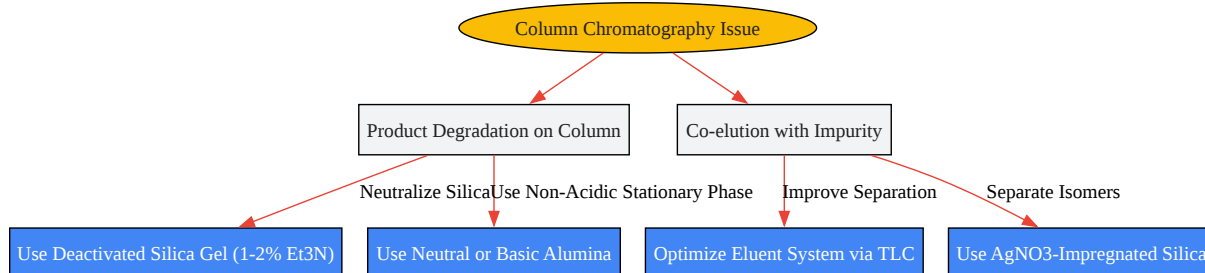 Column Chromatography Issue
Product Degradation on Column
Co-elution with Impurity
Neutralize Silica
Use Non-Acidic Stationary Phase
Improve Separation
Separate Isomers
Use Deactivated Silica Gel (1-2% Et3N)
Use Neutral or Basic Alumina
Optimize Eluent System via TLC
Use AgNO3-Impregnated Silica